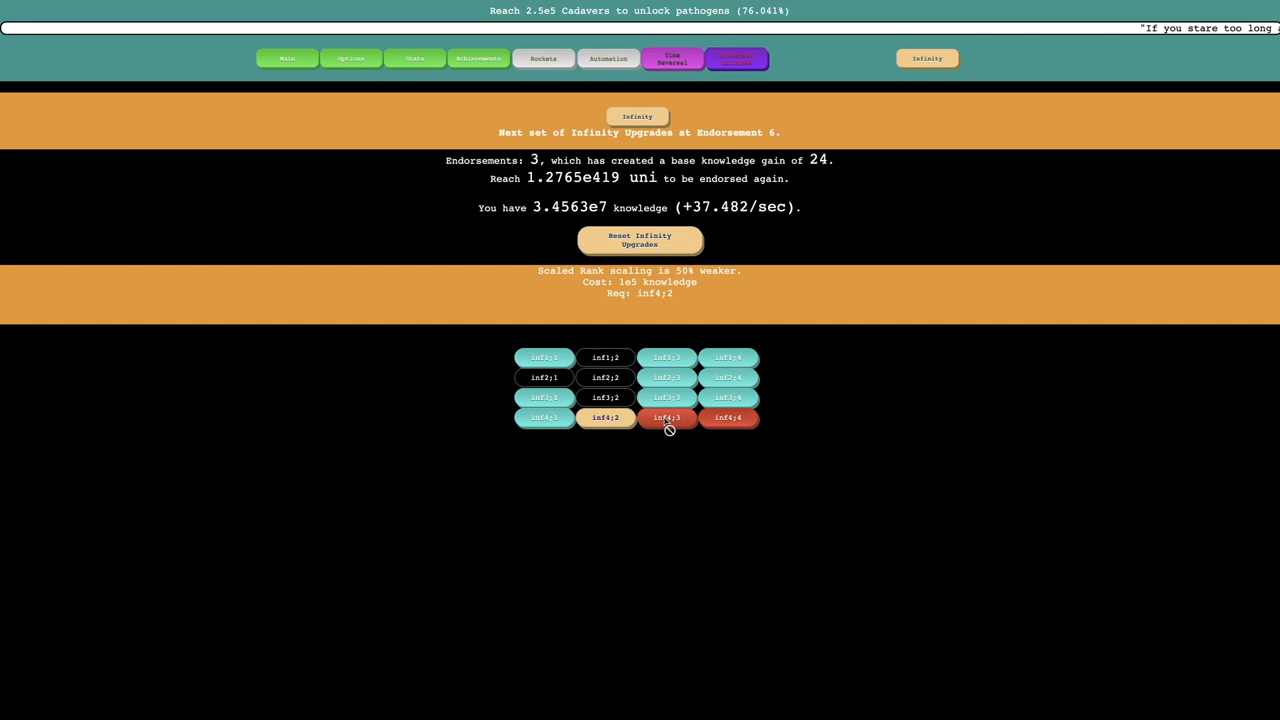 Reach 2.5e5 Cadavers to unlock pathogens (76.041%)
"If you stare too long
Main Options Stats Achievements Rockets Automation Time Reversal Infinity
Infinity
Next set of Infinity Upgrades at Endorsement 6.
Endorsements: 3, which has created a base knowledge gain of 24.
Reach 1.2765e419 uni to be endorsed again.
You have 3.4563e7 knowledge (+37.482/sec).
Reset Infinity
Upgrades
Scaled Rank scaling is 50% weaker.
Cost: 1e5 knowledge
Req: inf4;2
inf1;1 inf1;2 inf1;3 inf1;4
inf2;1 inf2;2 inf2;3 inf2;4
inf3;1 inf3;2 inf3;3 inf3;4
inf4;1 inf4;2 inf4;3 inf4;4